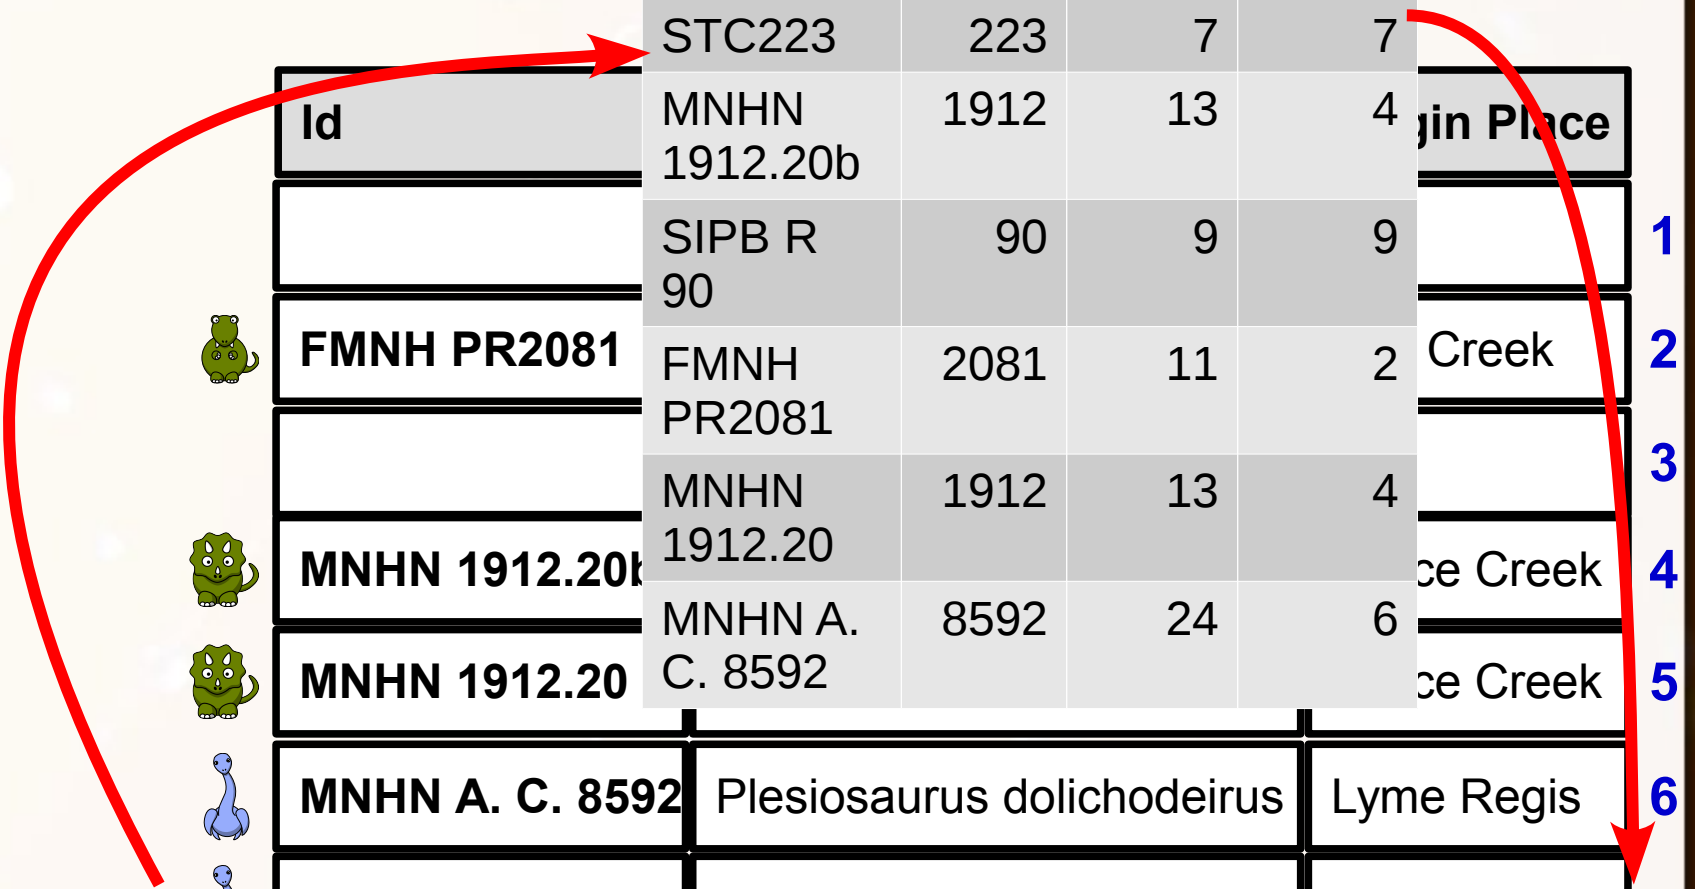 STC223 223 7 7
Id
gin Place
MNHN 1912 13 4
1912.20b
SIPB R 90 9 9
90
1
FMNH PR2081
FMNH 2081 11 2
PR2081
Creek 2
3
MNHN 1912 13 4
1912.20
MNHN 1912.20b
ce Creek 4
MNHN A. 8592 24 6
C. 8592
MNHN 1912.20
ce Creek 5
MNHN A. C. 8592 Plesiosaurus dolichodeirus Lyme Regis 6